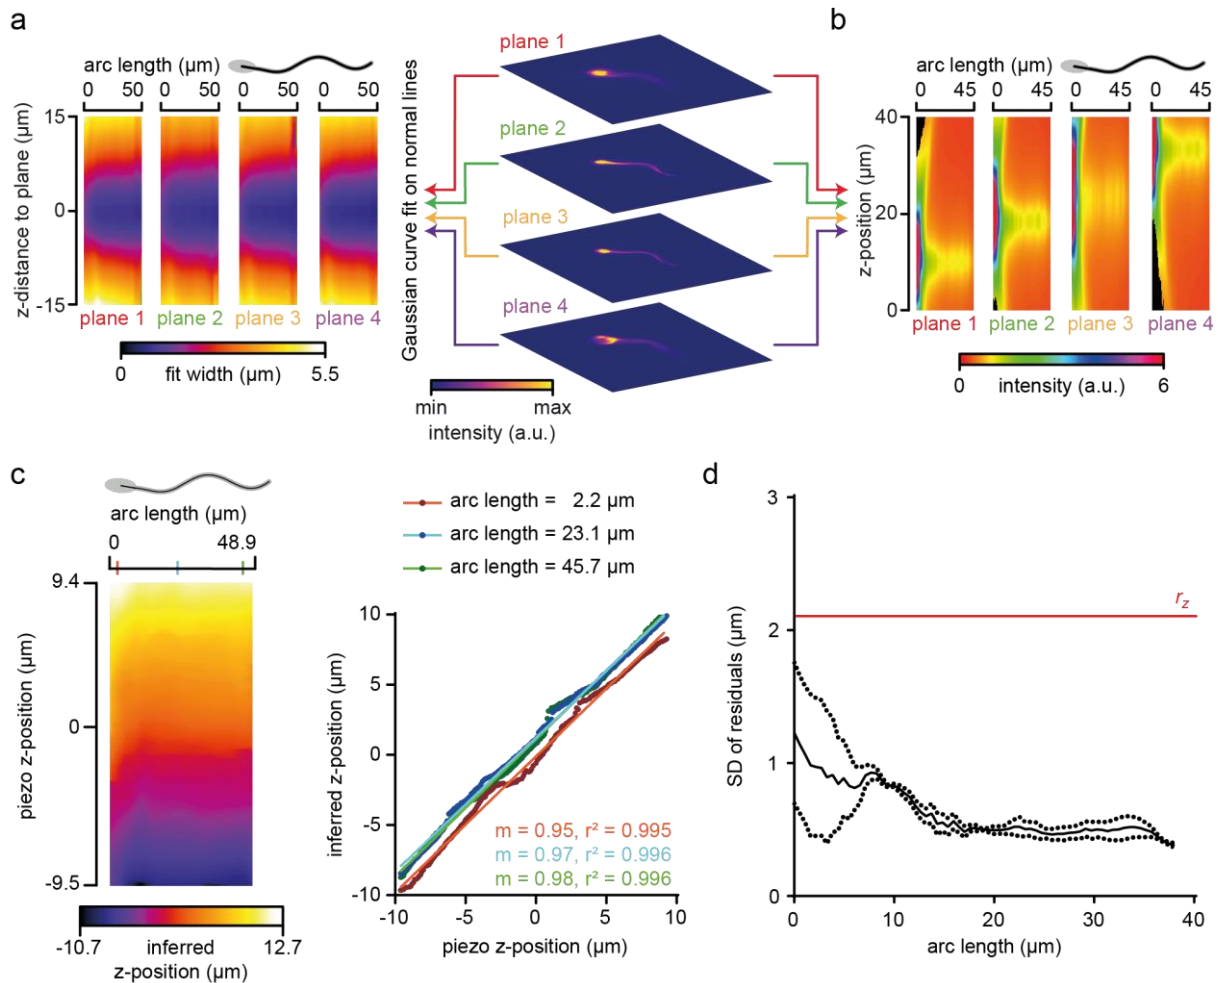 a
arc length (µm)
0 50 0 50 0 50 0 50
z-distance to plane (µm)
15
0
-15
plane 1 plane 2 plane 3 plane 4
0 fit width (µm) 5.5
Gaussian curve fit on normal lines
plane 1
plane 2
plane 3
plane 4
min max
intensity (a.u.)
b
arc length (µm)
0 45 0 45 0 45 0 45
z-position (µm)
40
20
0
plane 1 plane 2 plane 3 plane 4
0 intensity (a.u.) 6
c
arc length (µm)
0 48.9
piezo z-position (µm)
9.4
0
-9.5
-10.7 inferred 12.7
z-position (µm)
arc length = 2.2 µm
arc length = 23.1 µm
arc length = 45.7 µm
inferred z-position (µm)
10
5
0
-5
-10
m = 0.95, r² = 0.995
m = 0.97, r² = 0.996
m = 0.98, r² = 0.996
-10 -5 0 5 10
piezo z-position (µm)
d
SD of residuals (µm)
3
2
1
0
r_z
0 10 20 30 40
arc length (µm)